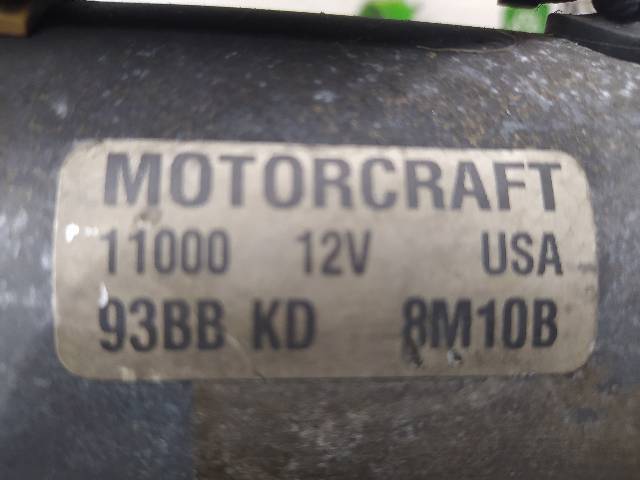 MOTORCRAFT
11000 12V USA
93BB KD 8M10B